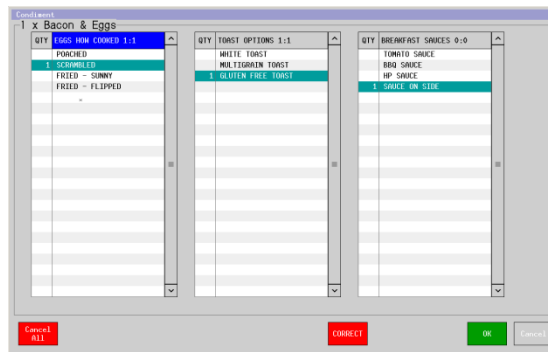 Condiment
1 x Bacon & Eggs
QTY EGGS HOW COOKED 1:1
POACHED
1 SCRAMBLED
FRIED - SUNNY
FRIED - FLIPPED
QTY TOAST OPTIONS 1:1
WHITE TOAST
MULTIGRAIN TOAST
1 GLUTEN FREE TOAST
QTY BREAKFAST SAUCES 0:0
TOMATO SAUCE
BBQ SAUCE
HP SAUCE
1 SAUCE ON SIDE
Cancel
All
CORRECT
OK
Cancel